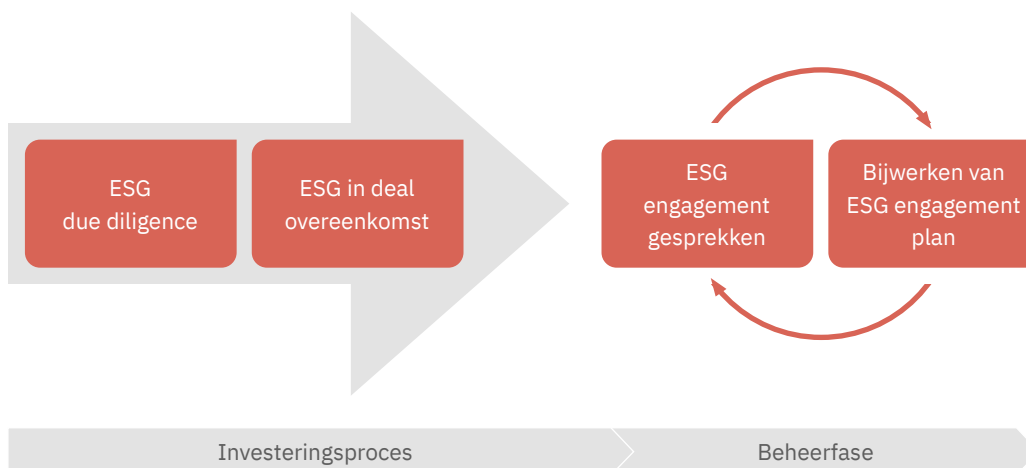 ESG
due diligence
ESG in deal
overeenkomst
ESG
engagement
gesprekken
Bijwerken van
ESG engagement
plan
Investeringsproces
Beheerfase